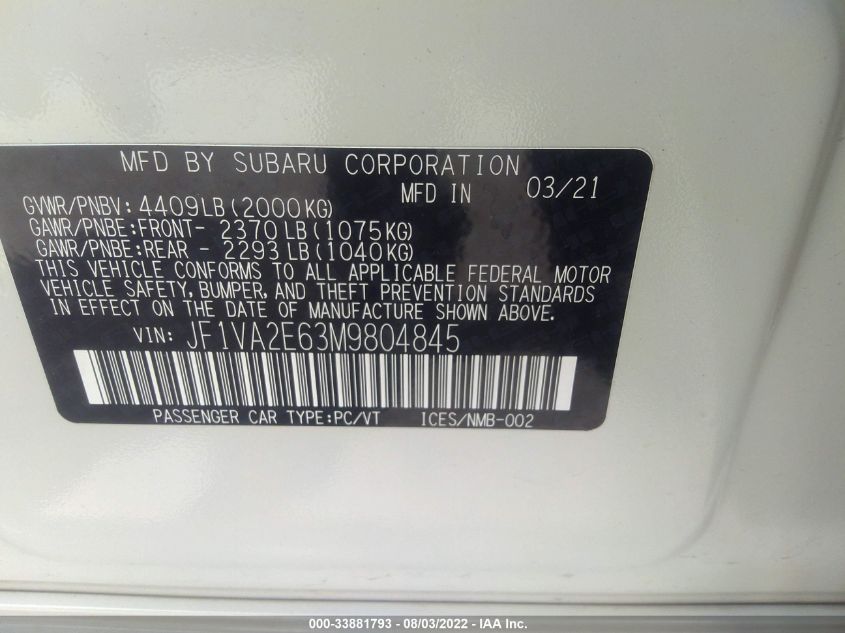 MFD BY SUBARU CORPORATION
MFD IN 03/21
GVWR/PNBV: 4409LB(2000KG)
GAWR/PNBE:FRONT- 2370LB(1075KG)
GAWR/PNBE:REAR - 2293LB(1040KG)
THIS VEHICLE CONFORMS TO ALL APPLICABLE FEDERAL MOTOR
VEHICLE SAFETY, BUMPER, AND THEFT PREVENTION STANDARDS
IN EFFECT ON THE DATE OF MANUFACTURE SHOWN ABOVE.
VIN: JF1VA2E63M9804845
PASSENGER CAR TYPE:PC/VT ICES/NMB-002
000-33881793 - 08/03/2022 - IAA Inc.